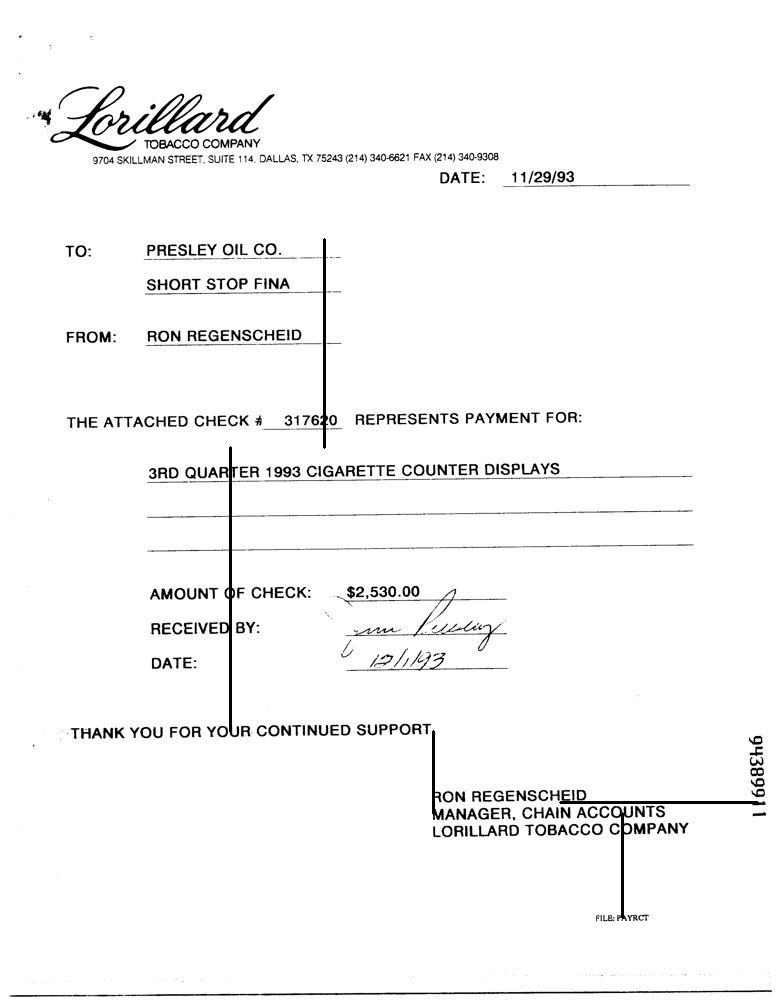 Lorillard
TOBACCO COMPANY
9704 SKILLMAN STREET, SUITE 114, DALLAS, TX 75243 (214) 340-6621 FAX (214) 340-9308
DATE: 11/29/93
TO: PRESLEY OIL CO.
SHORT STOP FINA
FROM: RON REGENSCHEID
THE ATTACHED CHECK # 317620 REPRESENTS PAYMENT FOR:
3RD QUARTER 1993 CIGARETTE COUNTER DISPLAYS
AMOUNT OF CHECK: $2,530.00
RECEIVED BY: Presley
DATE: 12/1/93
THANK YOU FOR YOUR CONTINUED SUPPORT.
RON REGENSCHEID
MANAGER, CHAIN ACCOUNTS
LORILLARD TOBACCO COMPANY
94389911
FILE: PAYRCT